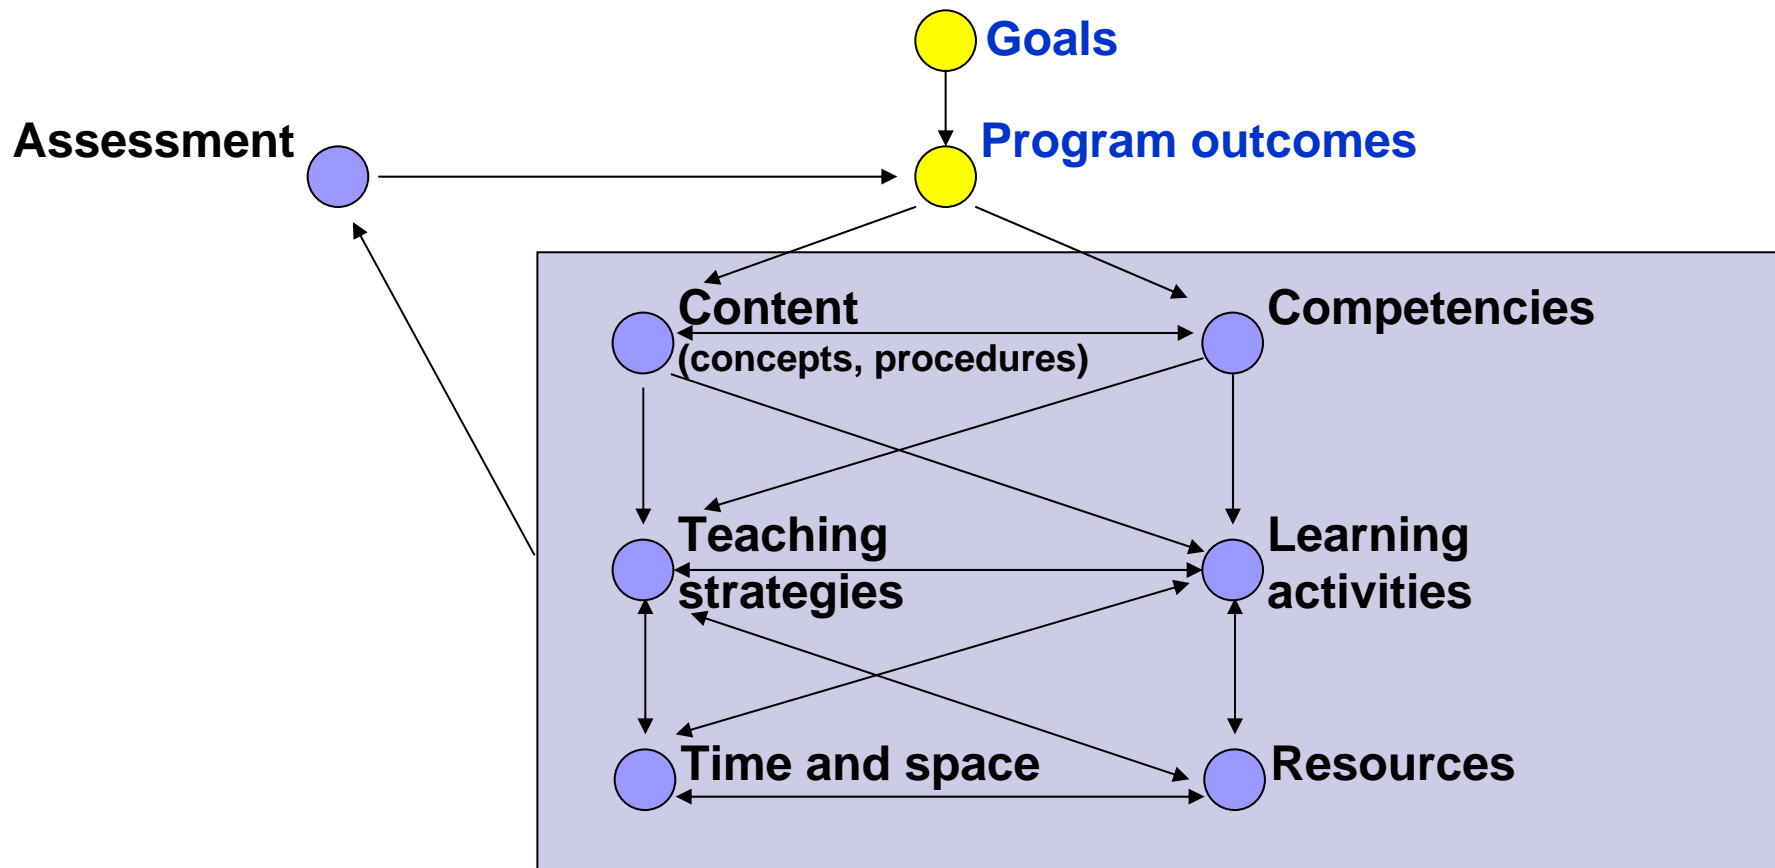 Goals
Assessment
Program outcomes
Content
Competencies
(concepts, procedures)
Teaching
strategies
Learning
activities
Time and space
Resources